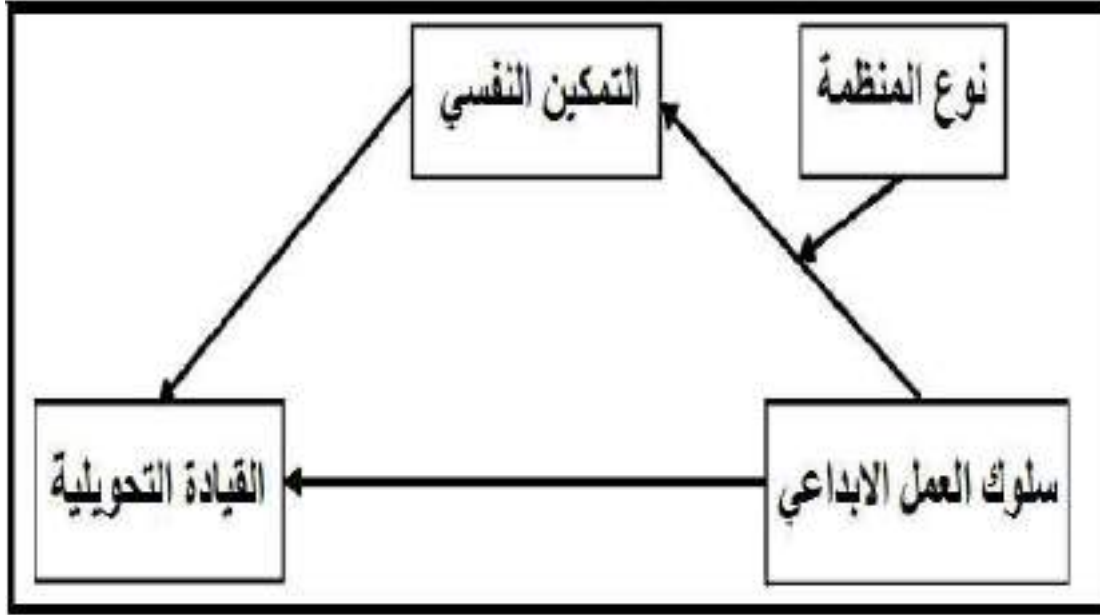 نوع المنظمة
التمكين النفسي
سلوك العمل الابداعي
القيادة التحويلية